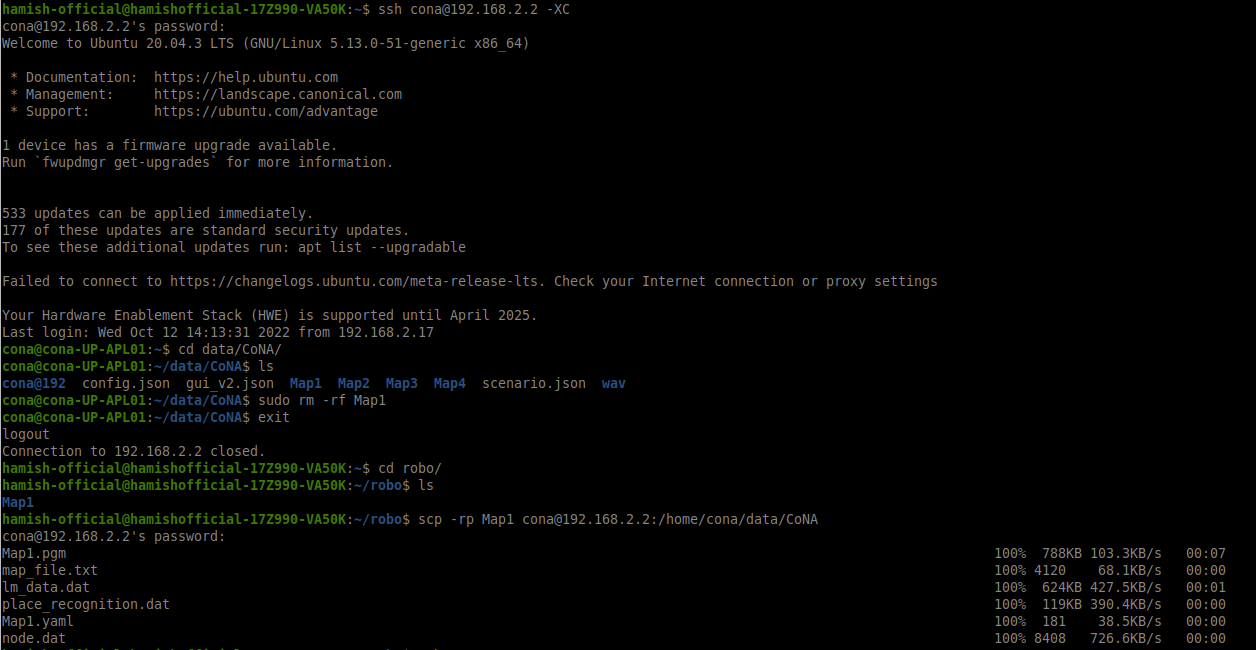 hamish-official@hamishofficial-17Z990-VA50K:~$ ssh cona@192.168.2.2 -XC
cona@192.168.2.2's password:
Welcome to Ubuntu 20.04.3 LTS (GNU/Linux 5.13.0-51-generic x86_64)
* Documentation:  https://help.ubuntu.com
* Management:     https://landscape.canonical.com
* Support:        https://ubuntu.com/advantage
1 device has a firmware upgrade available.
Run `fwupdmgr get-upgrades` for more information.
533 updates can be applied immediately.
177 of these updates are standard security updates.
To see these additional updates run: apt list --upgradable
Failed to connect to https://changelogs.ubuntu.com/meta-release-lts. Check your Internet connection or proxy settings
Your Hardware Enablement Stack (HWE) is supported until April 2025.
Last login: Wed Oct 12 14:13:31 2022 from 192.168.2.17
cona@cona-UP-APL01:~$ cd data/CoNA/
cona@cona-UP-APL01:~/data/CoNA$ ls
cona@192  config.json  gui_v2.json  Map1  Map2  Map3  Map4  scenario.json  wav
cona@cona-UP-APL01:~/data/CoNA$ sudo rm -rf Map1
cona@cona-UP-APL01:~/data/CoNA$ exit
logout
Connection to 192.168.2.2 closed.
hamish-official@hamishofficial-17Z990-VA50K:~$ cd robo/
hamish-official@hamishofficial-17Z990-VA50K:~/robo$ ls
Map1
hamish-official@hamishofficial-17Z990-VA50K:~/robo$ scp -rp Map1 cona@192.168.2.2:/home/cona/data/CoNA
cona@192.168.2.2's password:
Map1.pgm 100% 788KB 103.3KB/s 00:07
map_file.txt 100% 4120 68.1KB/s 00:00
lm_data.dat 100% 624KB 427.5KB/s 00:01
place_recognition.dat 100% 119KB 390.4KB/s 00:00
Map1.yaml 100% 181 38.5KB/s 00:00
node.dat 100% 8408 726.6KB/s 00:00